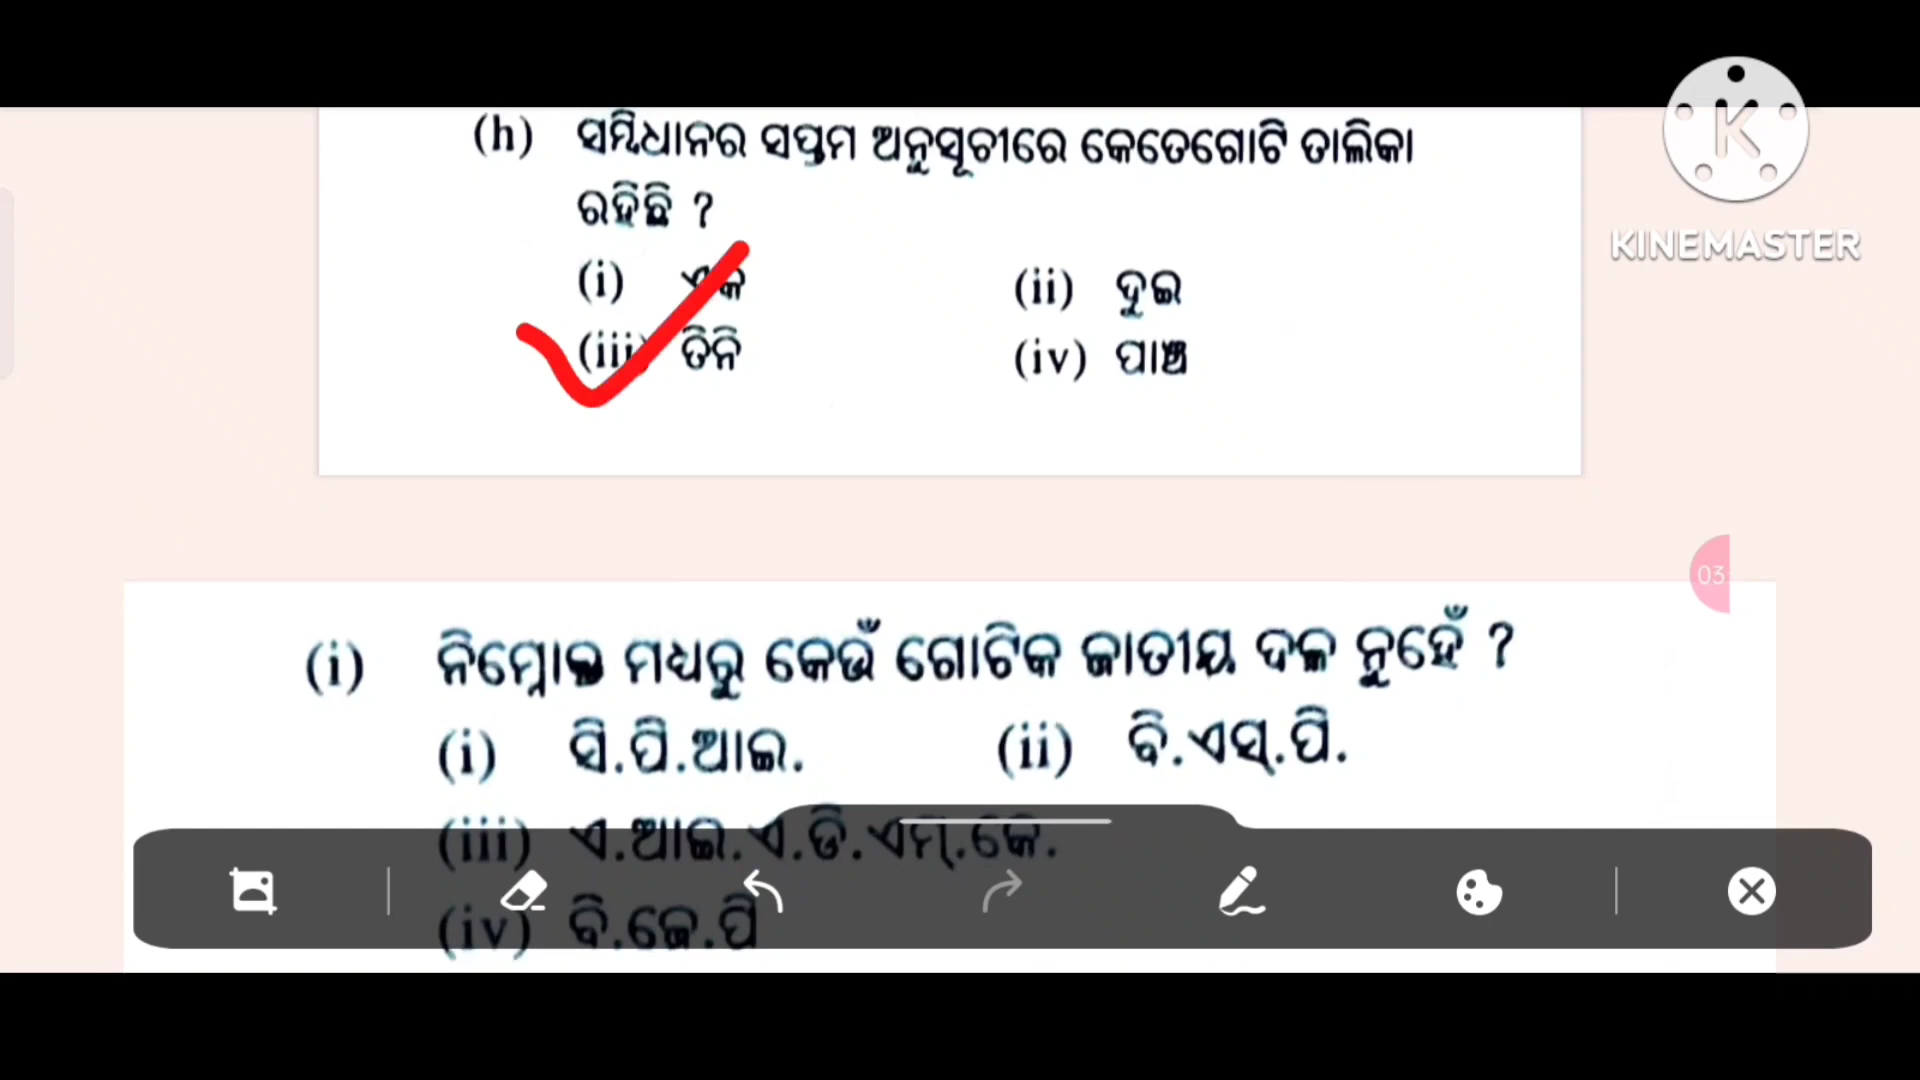 (h) ସମ୍ବିଧାନର ସପ୍ତମ ଅନୁସୂଚୀରେ କେତେଗୋଟି ତାଲିକା
ରହିଛି ?
(i) ଏକ (ii) ଦୁଇ
(iii) ତିନି (iv) ପାଞ୍ଚ
KINEMASTER
03
(i) ନିମ୍ନୋକ୍ତ ମଧ୍ୟରୁ କେଉଁ ଗୋଟିକ ଜାତୀୟ ଦଳ ନୁହେଁ ?
(i) ସି.ପି.ଆଇ. (ii) ବି.ଏସ୍.ପି.
(iii) ଏ.ଆଇ.ଏ.ଡି.ଏମ୍.କେ.
(iv) ବି.ଜେ.ପି